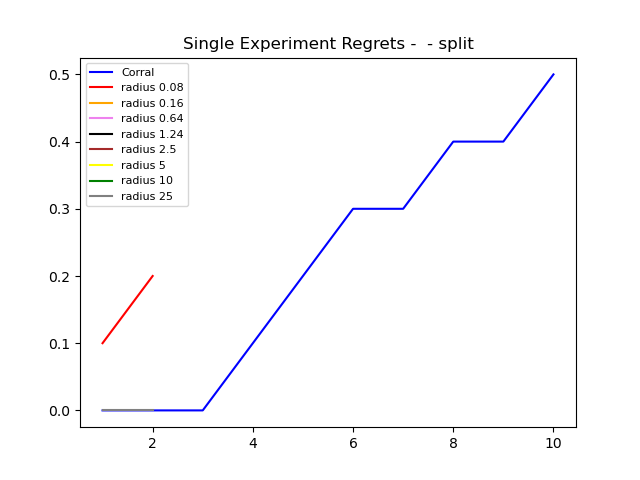 Single Experiment Regrets -  - split
Corral
radius 0.08
radius 0.16
radius 0.64
radius 1.24
radius 2.5
radius 5
radius 10
radius 25
0.5
0.4
0.3
0.2
0.1
0.0
2 4 6 8 10